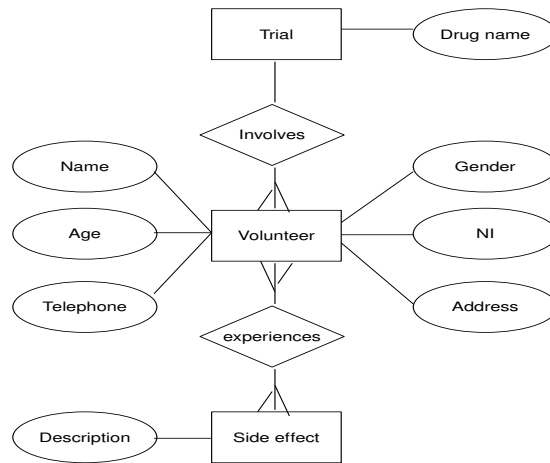 Trial
Drug name
Involves
Name
Gender
Age
Volunteer
NI
Telephone
Address
experiences
Description
Side effect